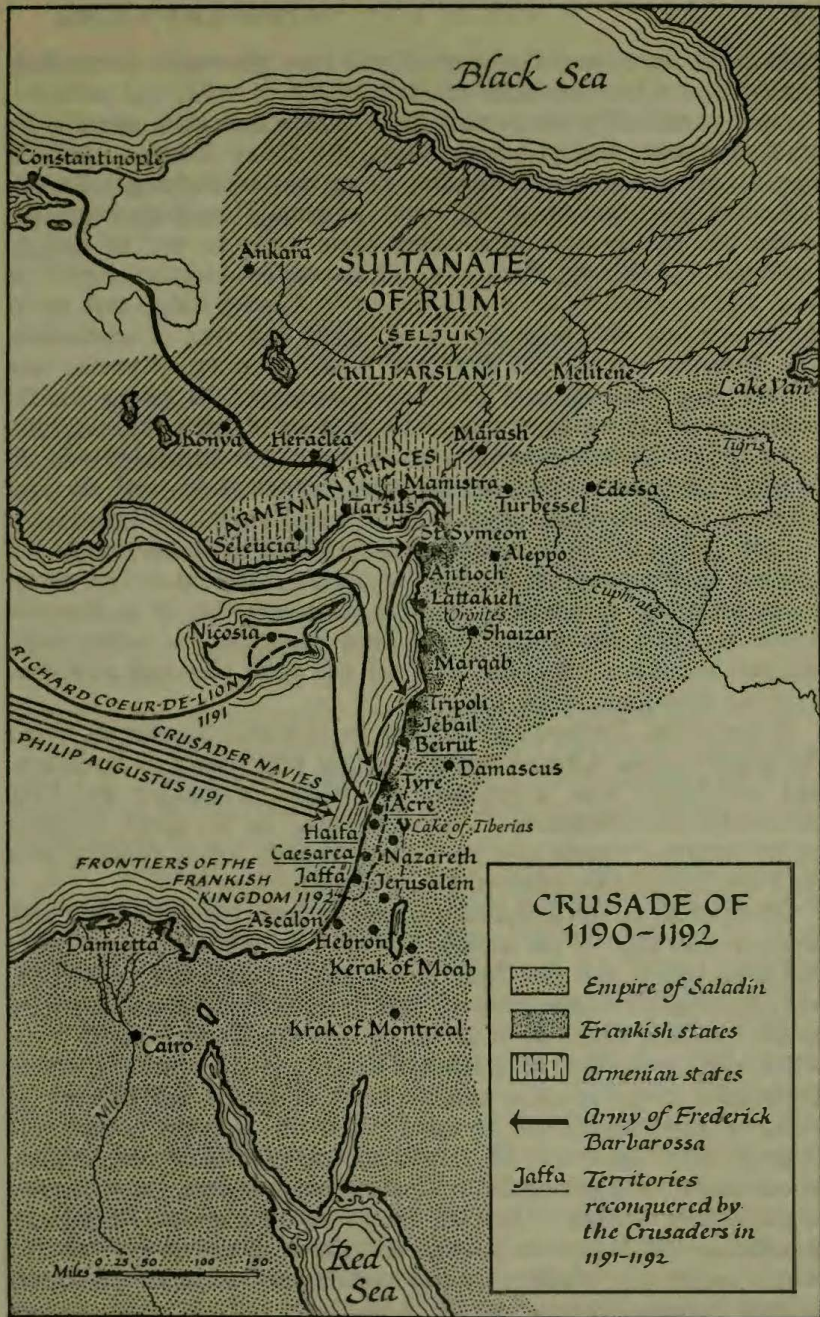 Black Sea
Constantinople
Ankara
SULTANATE
OF RUM
(SELJUK)
(KILIJ ARSLAN II)
Melitene
Lake Van
Konya
Heraclea
Marash
Tigris
ARMENIAN PRINCES
Mamistra
Edessa
Tarsus
Turbessel
Seleucia
St Symeon
Aleppo
Antioch
Euphrates
Lattakieh
Orontes
Nicosia
Shaizar
Marqab
RICHARD COEUR-DE-LION
1191
Tripoli
Jebail
CRUSADER NAVIES
Beirut
PHILIP AUGUSTUS 1191
Damascus
Tyre
Acre
Lake of Tiberias
Haifa
Caesarea
Nazareth
FRONTIERS OF THE
FRANKISH
KINGDOM 1192
Jaffa
Jerusalem
Ascalon
Damietta
Hebron
Kerak of Moab
Krak of Montreal
Cairo
Nile
Red
Sea
Miles 0 25 50 100 150
CRUSADE OF
1190-1192
Empire of Saladin
Frankish states
Armenian states
Army of Frederick
Barbarossa
Jaffa Territories
reconquered by
the Crusaders in
1191-1192